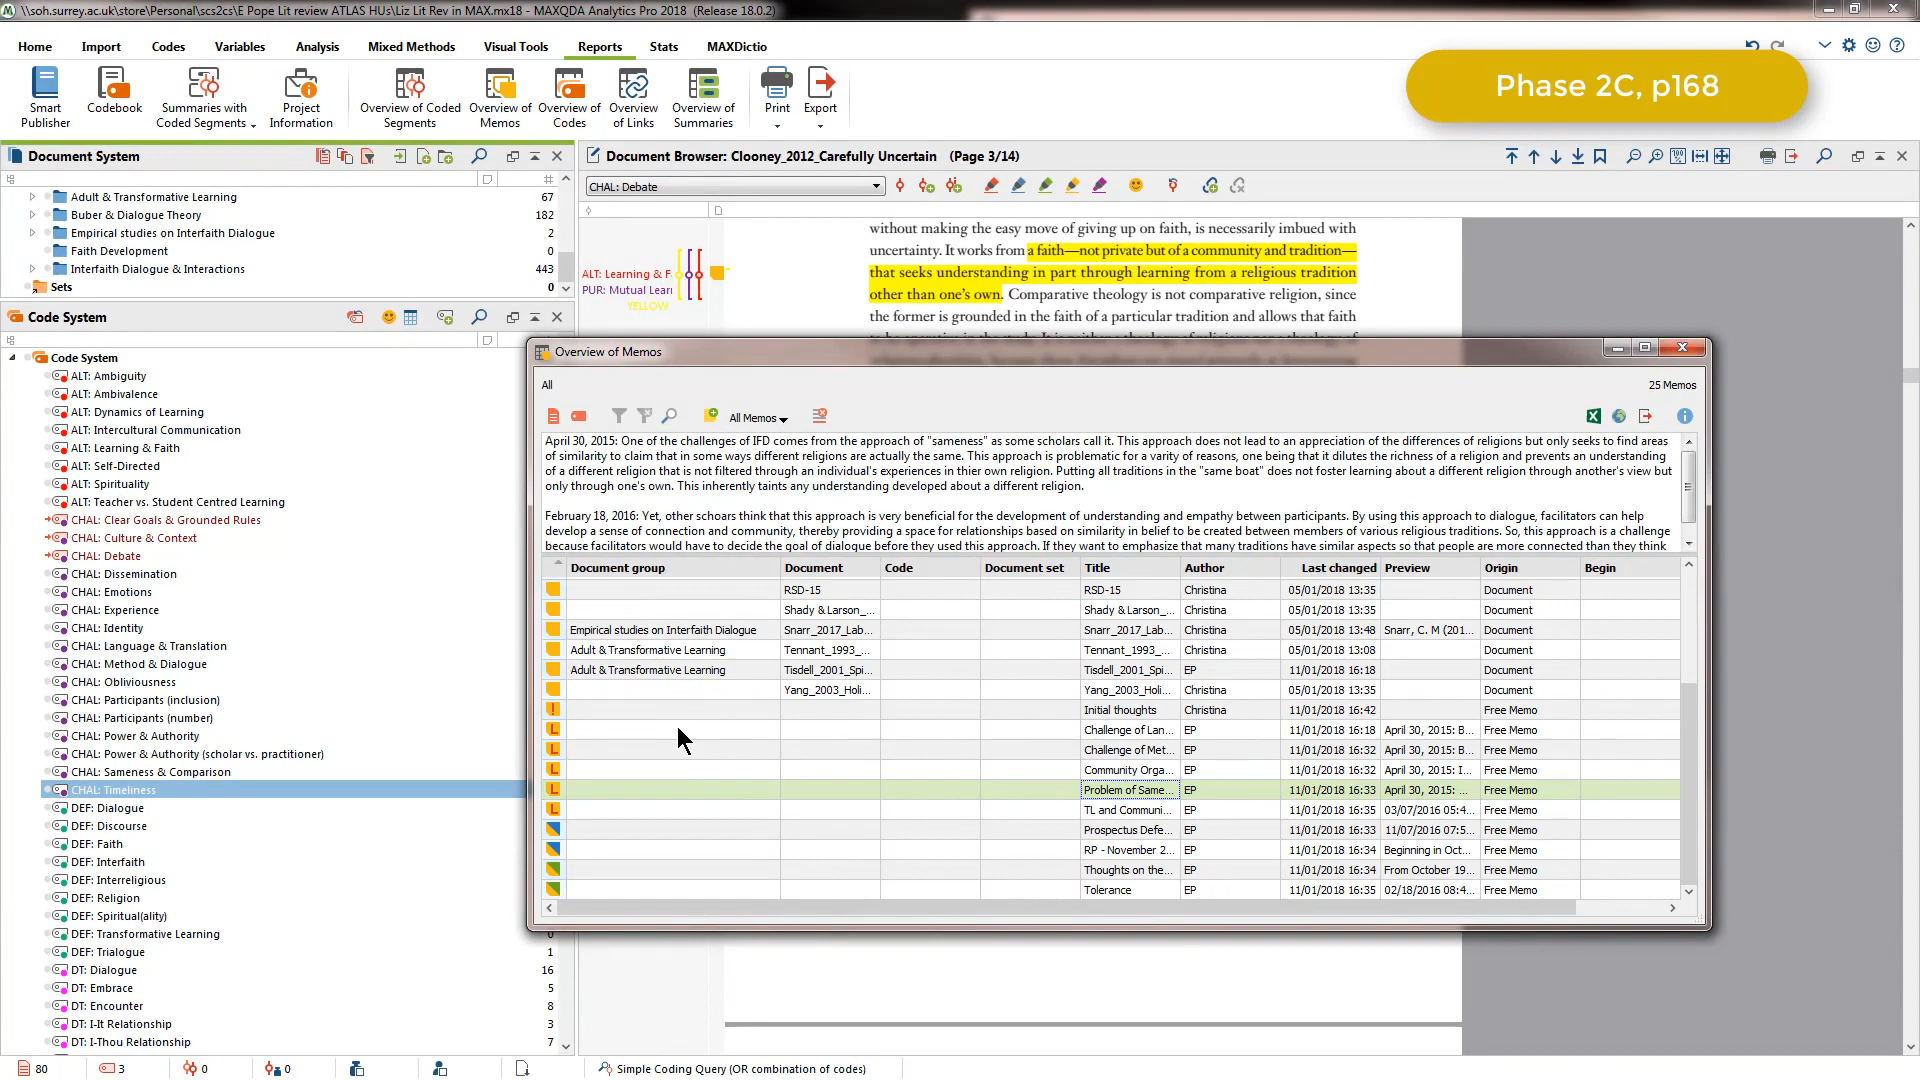 \\soh.surrey.ac.uk\store\Personal\scs2cs\E Pope Lit review ATLAS HUs\Liz Lit Rev in MAX.mx18 - MAXQDA Analytics Pro 2018 (Release 18.0.2)
Home Import Codes Variables Analysis Mixed Methods Visual Tools Reports Stats MAXDictio
Smart Publisher
Codebook
Summaries with Coded Segments
Project Information
Overview of Coded Segments
Overview of Memos
Overview of Codes
Overview of Links
Overview of Summaries
Print
Export
Phase 2C, p168
Document System
Adult & Transformative Learning 67
Buber & Dialogue Theory 182
Empirical studies on Interfaith Dialogue 2
Faith Development 0
Interfaith Dialogue & Interactions 443
Sets 0
Code System
Code System
ALT: Ambiguity
ALT: Ambivalence
ALT: Dynamics of Learning
ALT: Intercultural Communication
ALT: Learning & Faith
ALT: Self-Directed
ALT: Spirituality
ALT: Teacher vs. Student Centred Learning
CHAL: Clear Goals & Grounded Rules
CHAL: Culture & Context
CHAL: Debate
CHAL: Dissemination
CHAL: Emotions
CHAL: Experience
CHAL: Identity
CHAL: Language & Translation
CHAL: Method & Dialogue
CHAL: Obliviousness
CHAL: Participants (inclusion)
CHAL: Participants (number)
CHAL: Power & Authority
CHAL: Power & Authority (scholar vs. practitioner)
CHAL: Sameness & Comparison
CHAL: Timeliness
DEF: Dialogue
DEF: Discourse
DEF: Faith
DEF: Interfaith
DEF: Interreligious
DEF: Religion
DEF: Spiritual(ality)
DEF: Transformative Learning 0
DEF: Trialogue 1
DT: Dialogue 16
DT: Embrace 5
DT: Encounter 8
DT: I-It Relationship 3
DT: I-Thou Relationship 7
Document Browser: Clooney_2012_Carefully Uncertain (Page 3/14)
CHAL: Debate
ALT: Learning & F
PUR: Mutual Lear
YELLOW
without making the easy move of giving up on faith, is necessarily imbued with
uncertainty. It works from a faith—not private but of a community and tradition—
that seeks understanding in part through learning from a religious tradition
other than one's own. Comparative theology is not comparative religion, since
the former is grounded in the faith of a particular tradition and allows that faith
Overview of Memos
All 25 Memos
All Memos
April 30, 2015: One of the challenges of IFD comes from the approach of "sameness" as some scholars call it. This approach does not lead to an appreciation of the differences of religions but only seeks to find areas
of similarity to claim that in some ways different religions are actually the same. This approach is problematic for a varity of reasons, one being that it dilutes the richness of a religion and prevents an understanding
of a different religion that is not filtered through an individual's experiences in thier own religion. Putting all traditions in the "same boat" does not foster learning about a different religion through another's view but
only through one's own. This inherently taints any understanding developed about a different religion.
February 18, 2016: Yet, other schoars think that this approach is very beneficial for the development of understanding and empathy between participants. By using this approach to dialogue, facilitators can help
develop a sense of connection and community, thereby providing a space for relationships based on similarity in belief to be created between members of various religious traditions. So, this approach is a challenge
because facilitators would have to decide the goal of dialogue before they used this approach. If they want to emphasize that many traditions have similar aspects so that people are more connected than they think
Document group Document Code Document set Title Author Last changed Preview Origin Begin
RSD-15 RSD-15 Christina 05/01/2018 13:35 Document
Shady & Larson_... Shady & Larson_... Christina 05/01/2018 13:35 Document
Empirical studies on Interfaith Dialogue Snarr_2017_Lab... Snarr_2017_Lab... Christina 05/01/2018 13:48 Snarr, C. M (201... Document
Adult & Transformative Learning Tennant_1993_... Tennant_1993_... Christina 05/01/2018 13:08 Document
Adult & Transformative Learning Tisdell_2001_Spi... Tisdell_2001_Spi... EP 11/01/2018 16:18 Document
Yang_2003_Holi... Yang_2003_Holi... Christina 05/01/2018 13:35 Document
Initial thoughts Christina 11/01/2018 16:42 Free Memo
Challenge of Lan... EP 11/01/2018 16:18 April 30, 2015: B... Free Memo
Challenge of Met... EP 11/01/2018 16:32 April 30, 2015: B... Free Memo
Community Orga... EP 11/01/2018 16:32 April 30, 2015: I... Free Memo
Problem of Same... EP 11/01/2018 16:33 April 30, 2015: ... Free Memo
TL and Communi... EP 11/01/2018 16:35 03/07/2016 05:4... Free Memo
Prospectus Defe... EP 11/01/2018 16:33 11/07/2016 07:5... Free Memo
RP - November 2... EP 11/01/2018 16:34 Beginning in Oct... Free Memo
Thoughts on the... EP 11/01/2018 16:34 From October 19... Free Memo
Tolerance EP 11/01/2018 16:35 02/18/2016 08:4... Free Memo
80 3 0 0 Simple Coding Query (OR combination of codes)